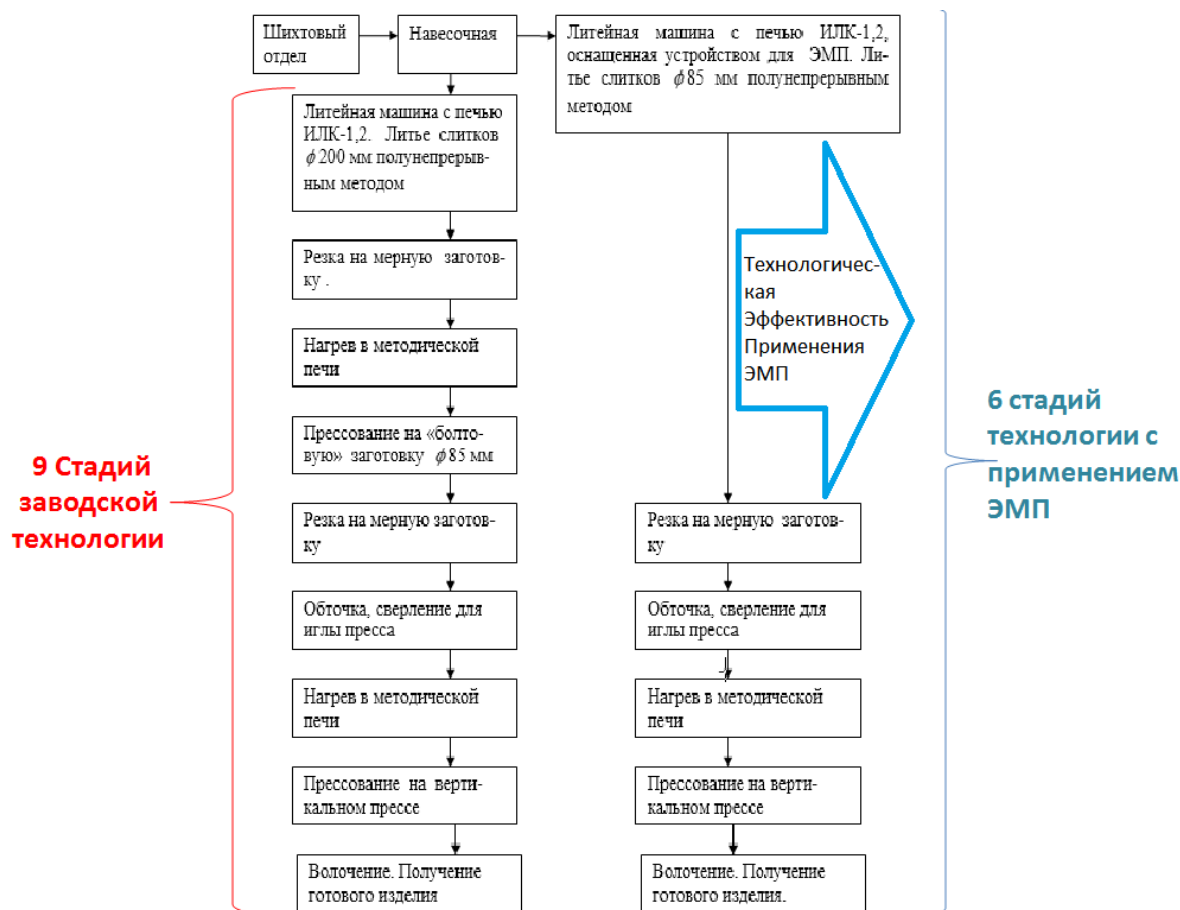 Шихтовый
отдел
Навесочная
Литейная машина с печью ИЛК-1,2,
оснащенная устройством для ЭМП. Ли-
тье слитков ϕ85 мм полунепрерывным
методом
Литейная машина с печью
ИЛК-1,2. Литье слитков
ϕ200 мм полунепрерыв-
ным методом
Резка на мерную заготов-
ку .
Нагрев в методической
печи
Прессование на «болто-
вую» заготовку ϕ85 мм
Резка на мерную заготов-
ку
Обточка, сверление для
иглы пресса
Нагрев в методической
печи
Прессование на верти-
кальном прессе
Волочение. Получение
готового изделия
Технологичес-
кая
Эффективность
Применения
ЭМП
Резка на мерную заготов-
ку
Обточка, сверление для
иглы пресса
Нагрев в методической
печи
Прессование на верти-
кальном прессе
Волочение. Получение
готового изделия.
9 Стадий
заводской
технологии
6 стадий
технологии с
применением
ЭМП